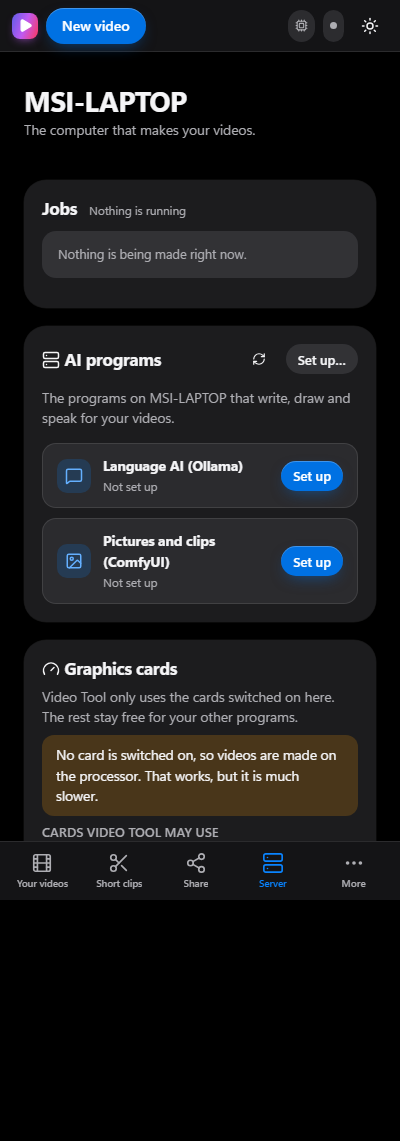 New video
MSI-LAPTOP
The computer that makes your videos.
Jobs Nothing is running
Nothing is being made right now.
AI programs
Set up...
The programs on MSI-LAPTOP that write, draw and
speak for your videos.
Language AI (Ollama)
Not set up
Set up
Pictures and clips
(ComfyUI)
Not set up
Set up
Graphics cards
Video Tool only uses the cards switched on here.
The rest stay free for your other programs.
No card is switched on, so videos are made on
the processor. That works, but it is much
slower.
CARDS VIDEO TOOL MAY USE
Your videos
Short clips
Share
Server
More